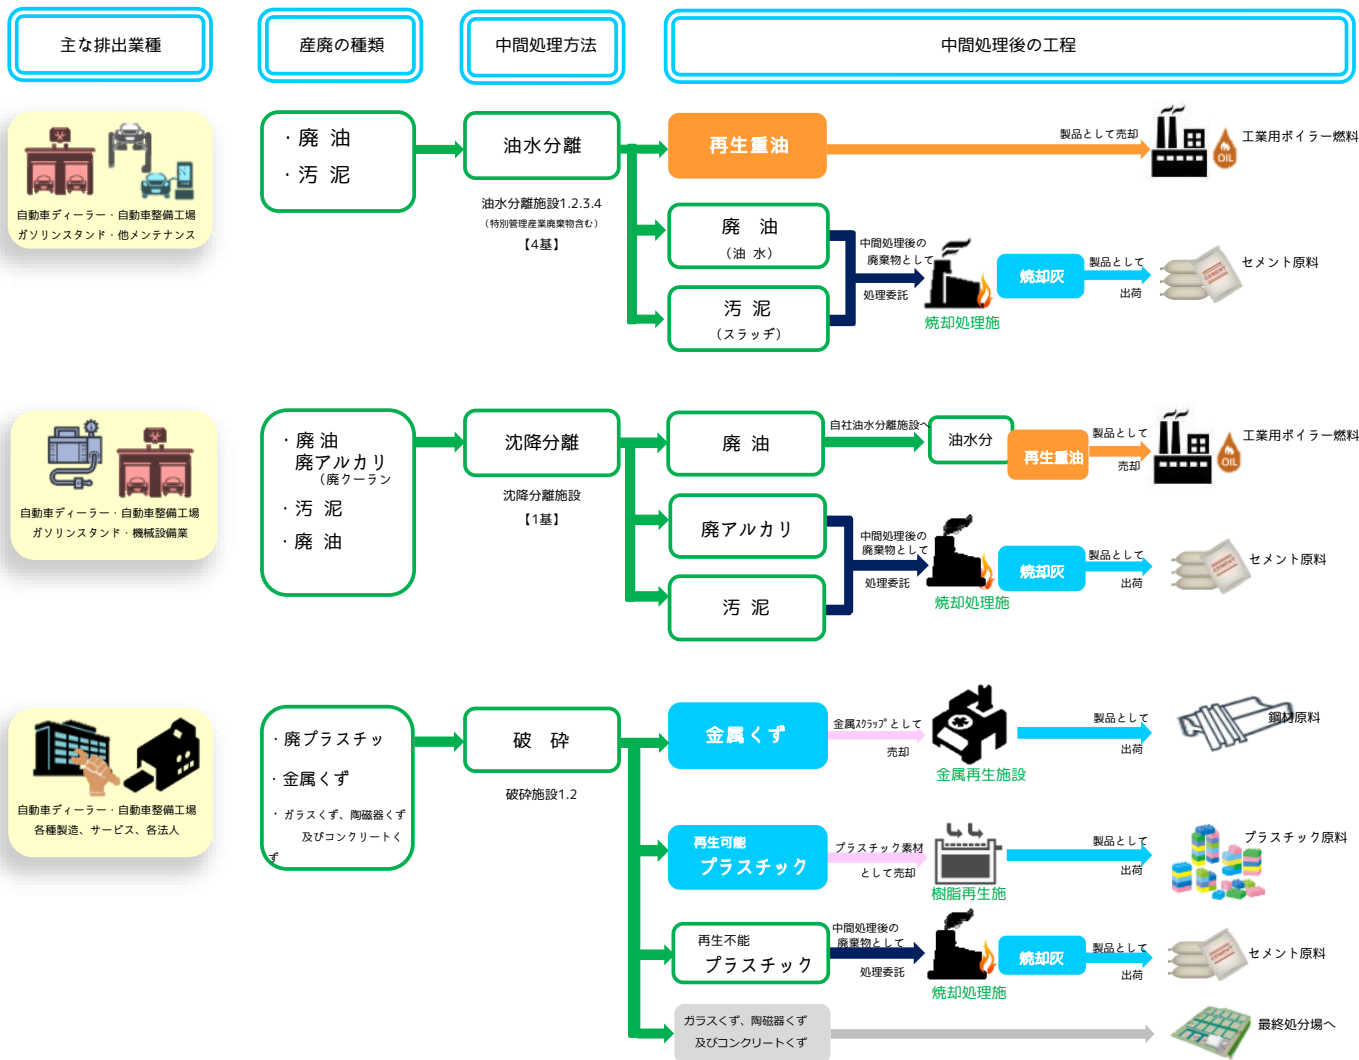 主な排出業種
産廃の種類
中間処理方法
中間処理後の工程
自動車ディーラー・自動車整備工場
ガソリンスタンド・他メンテナンス
・廃 油
・汚 泥
油水分離
油水分離施設1.2.3.4
(特別管理産業廃棄物含む)
【4基】
再生重油
製品として売却
OIL
工業用ボイラー燃料
廃 油
(油 水)
汚 泥
(スラッヂ)
中間処理後の
廃棄物として
処理委託
焼却処理施
焼却灰
製品として
出荷
CEMENT
セメント原料
自動車ディーラー・自動車整備工場
ガソリンスタンド・機械設備業
・廃 油
廃アルカリ
(廃クーラン
・汚 泥
・廃 油
沈降分離
沈降分離施設
【1基】
廃 油
自社油水分離施設へ
油水分
再生重油
製品として
売却
OIL
工業用ボイラー燃料
廃アルカリ
汚 泥
中間処理後の
廃棄物として
処理委託
焼却処理施
焼却灰
製品として
出荷
CEMENT
セメント原料
自動車ディーラー・自動車整備工場
各種製造、サービス、各法人
・廃プラスチッ
・金属くず
・ガラスくず、陶磁器くず
及びコンクリートく
ず
破 砕
破砕施設1.2
金属くず
金属ｽｸﾗｯﾌﾟとして
売却
金属再生施設
製品として
出荷
鋼材原料
再生可能
プラスチック
プラスチック素材
として売却
樹脂再生施
製品として
出荷
プラスチック原料
再生不能
プラスチック
中間処理後の
廃棄物として
処理委託
焼却処理施
焼却灰
製品として
出荷
CEMENT
セメント原料
ガラスくず、陶磁器くず
及びコンクリートくず
最終処分場へ